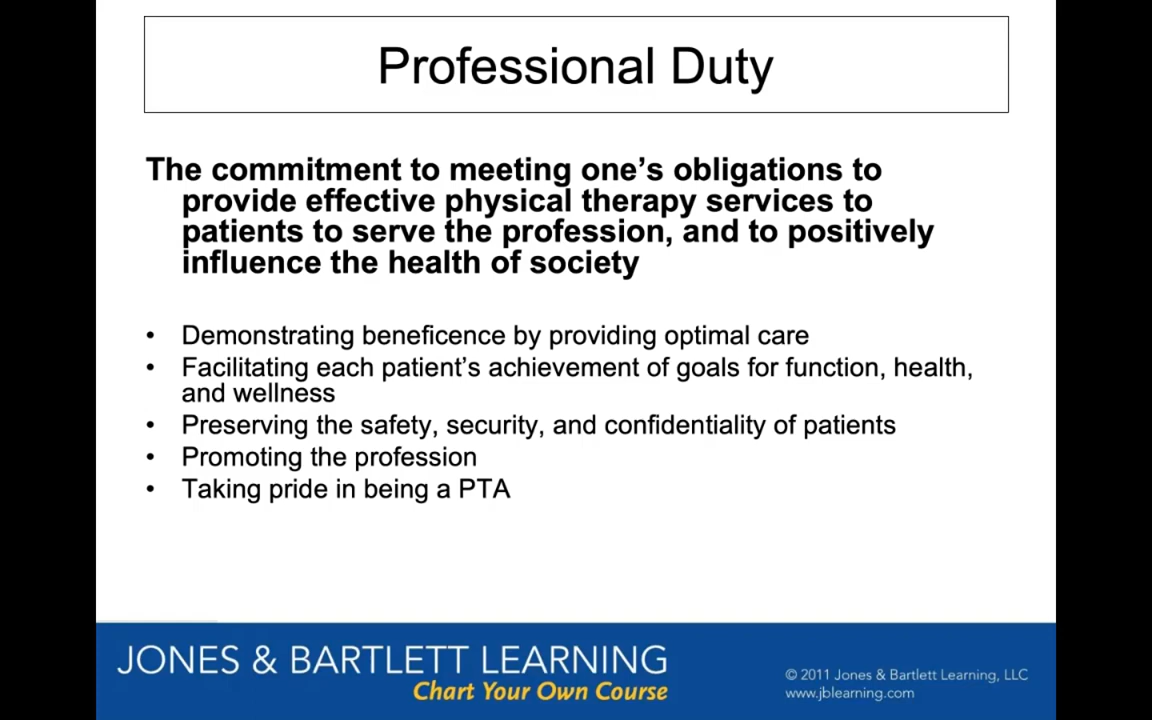 Professional Duty
The commitment to meeting one’s obligations to
provide effective physical therapy services to
patients to serve the profession, and to positively
influence the health of society
• Demonstrating beneficence by providing optimal care
• Facilitating each patient’s achievement of goals for function, health,
and wellness
• Preserving the safety, security, and confidentiality of patients
• Promoting the profession
• Taking pride in being a PTA
JONES & BARTLETT LEARNING
Chart Your Own Course
© 2011 Jones & Bartlett Learning, LLC
www.jblearning.com